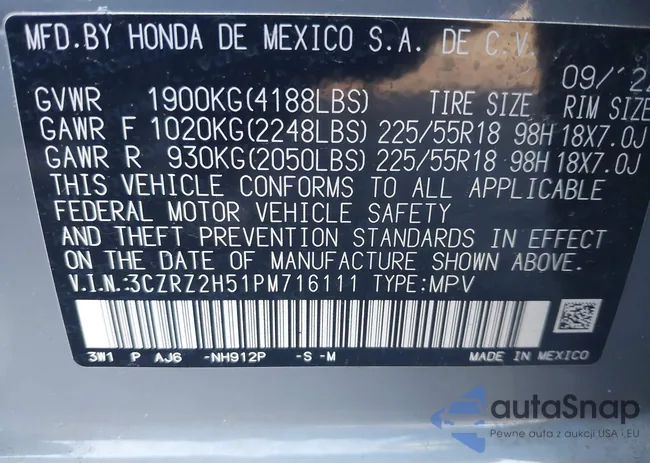 MFD.BY HONDA DE MEXICO S.A. DE C.V.
09/'22
GVWR 1900KG(4188LBS) TIRE SIZE RIM SIZE
GAWR F 1020KG(2248LBS) 225/55R18 98H 18X7.0J
GAWR R 930KG(2050LBS) 225/55R18 98H 18X7.0J
THIS VEHICLE CONFORMS TO ALL APPLICABLE
FEDERAL MOTOR VEHICLE SAFETY
AND THEFT PREVENTION STANDARDS IN EFFECT
ON THE DATE OF MANUFACTURE SHOWN ABOVE.
V.I.N.:3CZRZ2H51PM716111 TYPE:MPV
3W1 P AJ6 -NH912P -S -M MADE IN MEXICO
autaSnap
Pewne auta z aukcji USA i EU